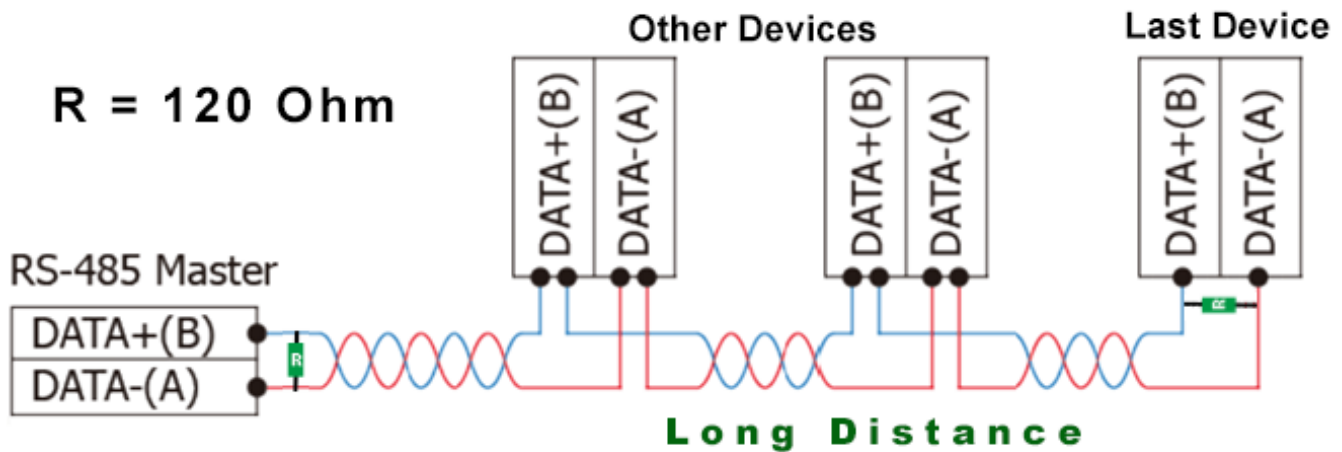 Other Devices
Last Device
R = 120 Ohm
DATA+(B)
DATA-(A)
DATA+(B)
DATA-(A)
DATA+(B)
DATA-(A)
RS-485 Master
DATA+(B)
DATA-(A)
R
R
Long Distance